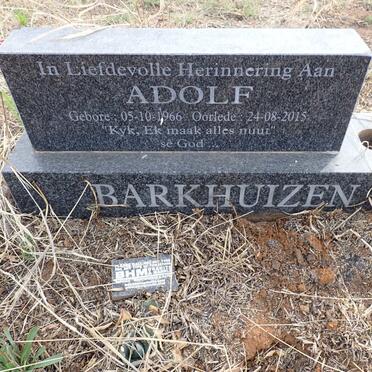 In Liefdevolle Herinnering Aan
ADOLF
Gebore : 05-10-1966 Oorlede : 24-08-2015
"Kyk, Ek maak alles nuut"
sê God ...
BARKHUIZEN